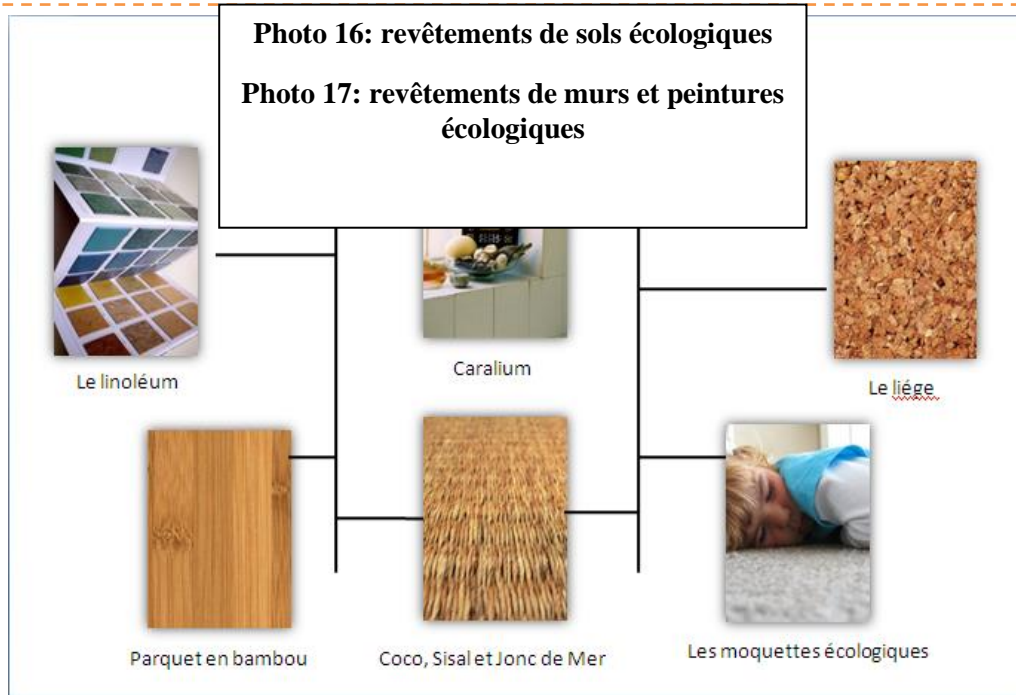 Photo 16: revêtements de sols écologiques
Photo 17: revêtements de murs et peintures
écologiques
Le linoléum
Caralium
Le liége
Parquet en bambou
Coco, Sisal et Jonc de Mer
Les moquettes écologiques